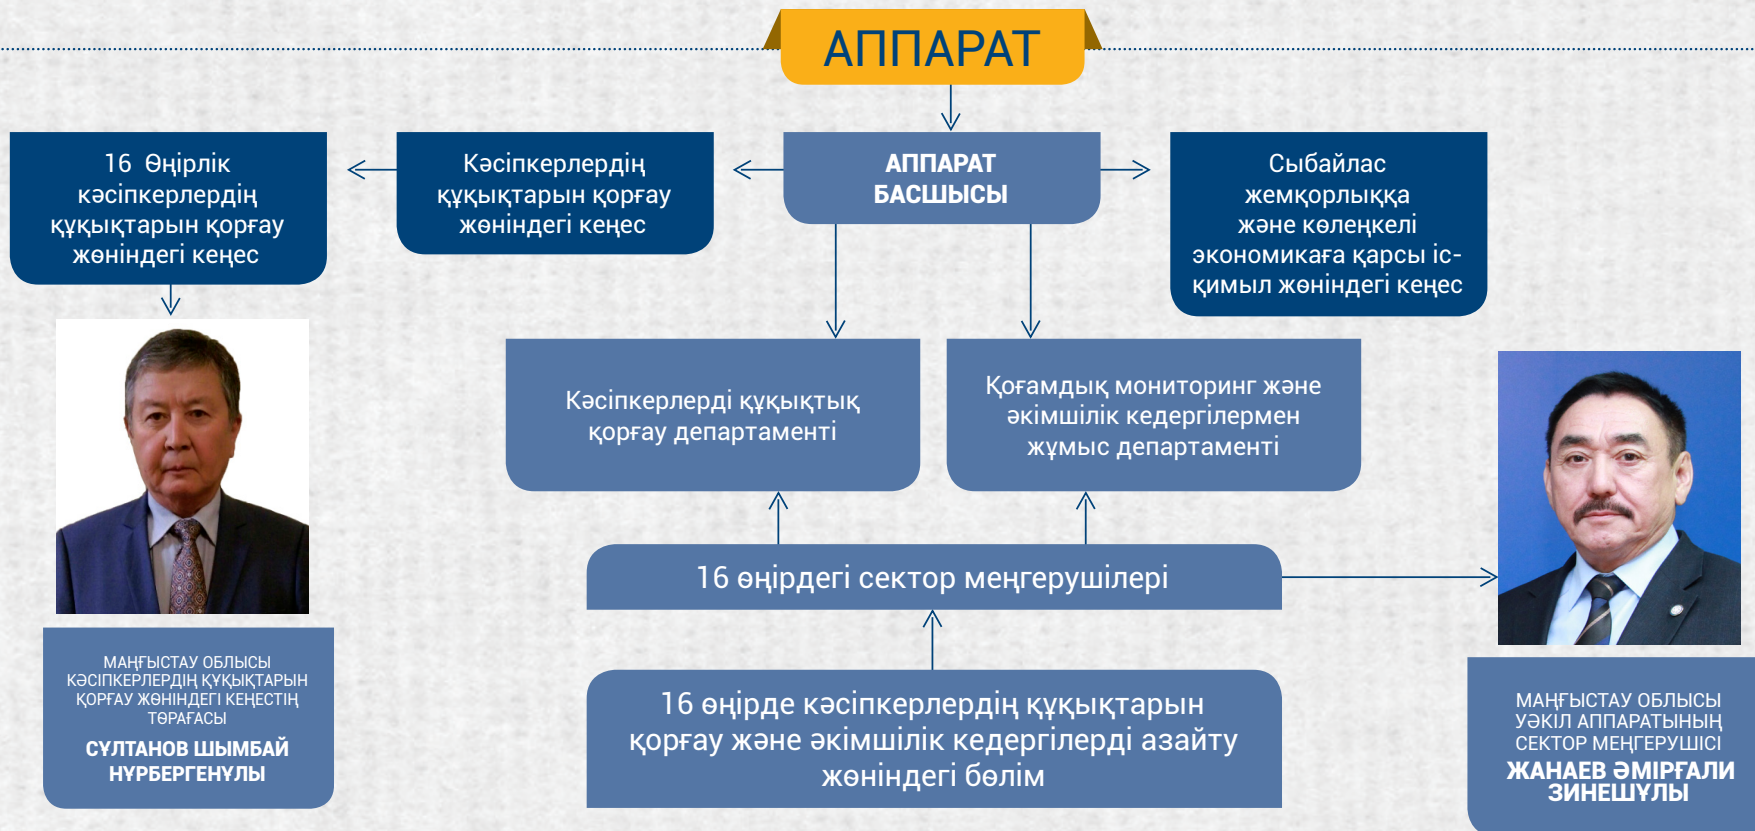 АППАРАТ
16 Өңірлік
кәсіпкерлердің
құқықтарын қорғау
жөніндегі кеңес
Кәсіпкерлердің
құқықтарын қорғау
жөніндегі кеңес
АППАРАТ
БАСШЫСЫ
Сыбайлас
жемқорлыққа
және көлеңкелі
экономикаға қарсы іс-
қимыл жөніндегі кеңес
Кәсіпкерлерді құқықтық
қорғау департаменті
Қоғамдық мониторинг және
әкімшілік кедергілермен
жұмыс департаменті
16 өңірдегі сектор меңгерушілері
16 өңірде кәсіпкерлердің құқықтарын
қорғау және әкімшілік кедергілерді азайту
жөніндегі бөлім
МАҢҒЫСТАУ ОБЛЫСЫ
КӘСІПКЕРЛЕРДІҢ ҚҰҚЫҚТАРЫН
ҚОРҒАУ ЖӨНІНДЕГІ КЕҢЕСТІҢ
ТӨРАҒАСЫ
СҰЛТАНОВ ШЫМБАЙ
НҰРБЕРГЕНҰЛЫ
МАҢҒЫСТАУ ОБЛЫСЫ
УӘКІЛ АППАРАТЫНЫҢ
СЕКТОР МЕҢГЕРУШІСІ
ЖАНАЕВ ӘМІРҒАЛИ
ЗИНЕШҰЛЫ